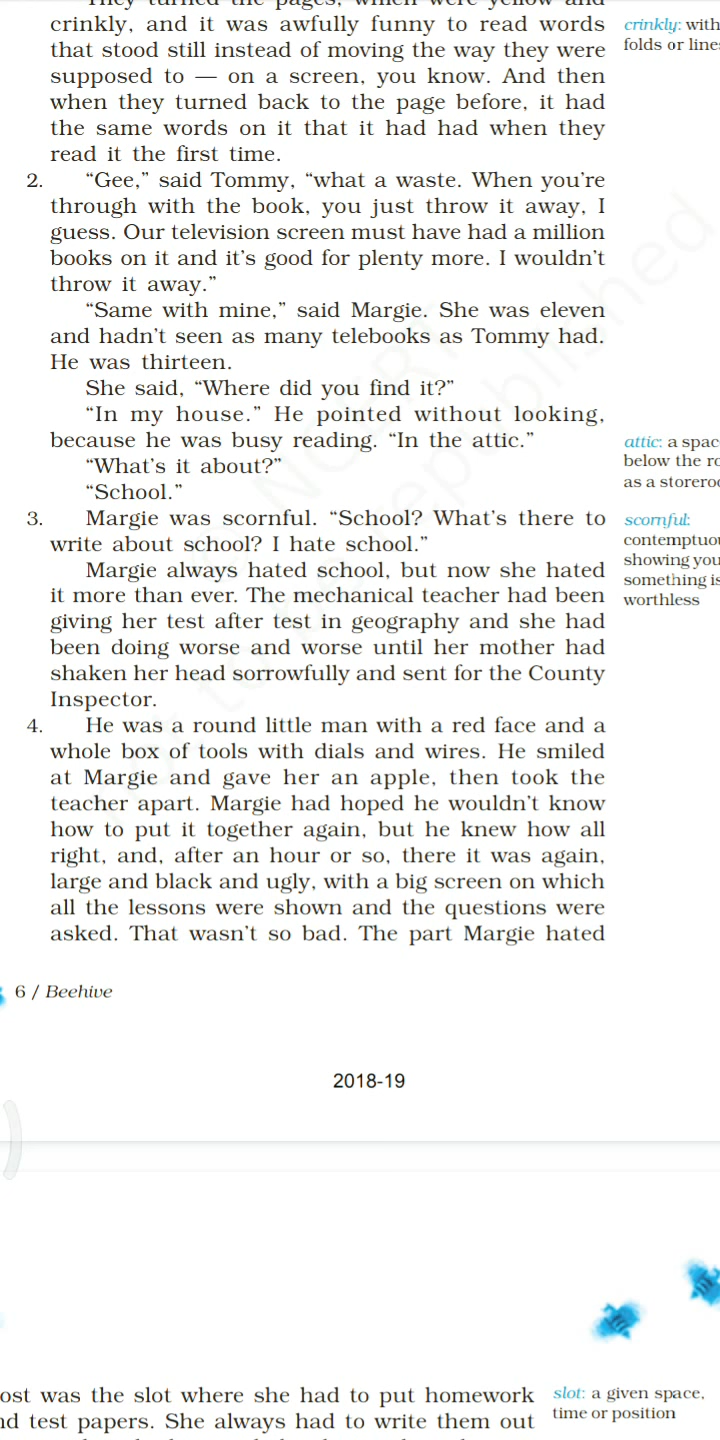 They turned the pages, which were yellow and
crinkly, and it was awfully funny to read words
that stood still instead of moving the way they were
supposed to — on a screen, you know. And then
when they turned back to the page before, it had
the same words on it that it had had when they
read it the first time.
2. “Gee,” said Tommy, “what a waste. When you’re
through with the book, you just throw it away, I
guess. Our television screen must have had a million
books on it and it’s good for plenty more. I wouldn’t
throw it away.”
“Same with mine,” said Margie. She was eleven
and hadn’t seen as many telebooks as Tommy had.
He was thirteen.
She said, “Where did you find it?”
“In my house.” He pointed without looking,
because he was busy reading. “In the attic.”
“What’s it about?”
“School.”
3. Margie was scornful. “School? What’s there to
write about school? I hate school.”
Margie always hated school, but now she hated
it more than ever. The mechanical teacher had been
giving her test after test in geography and she had
been doing worse and worse until her mother had
shaken her head sorrowfully and sent for the County
Inspector.
4. He was a round little man with a red face and a
whole box of tools with dials and wires. He smiled
at Margie and gave her an apple, then took the
teacher apart. Margie had hoped he wouldn’t know
how to put it together again, but he knew how all
right, and, after an hour or so, there it was again,
large and black and ugly, with a big screen on which
all the lessons were shown and the questions were
asked. That wasn’t so bad. The part Margie hated
crinkly: with
folds or line
attic: a spac
below the ro
as a storeroo
scornful:
contemptuou
showing you
something is
worthless
6 / Beehive
2018-19
ost was the slot where she had to put homework
nd test papers. She always had to write them out
slot: a given space,
time or position